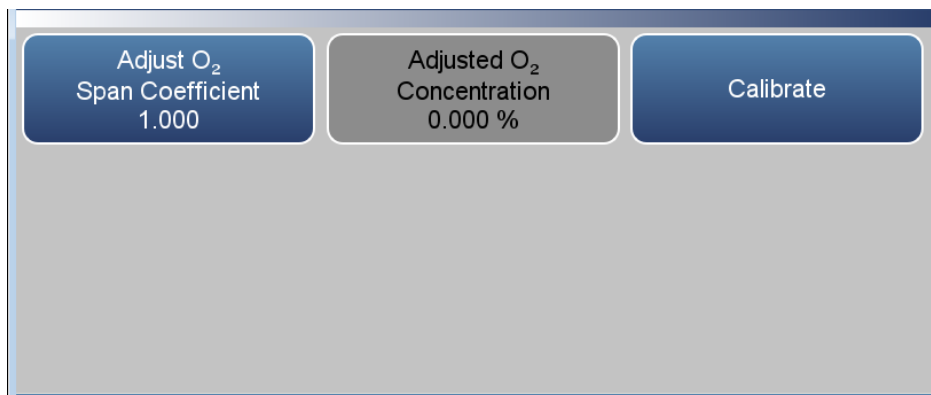 Adjust O₂
Span Coefficient
1.000
Adjusted O₂
Concentration
0.000 %
Calibrate